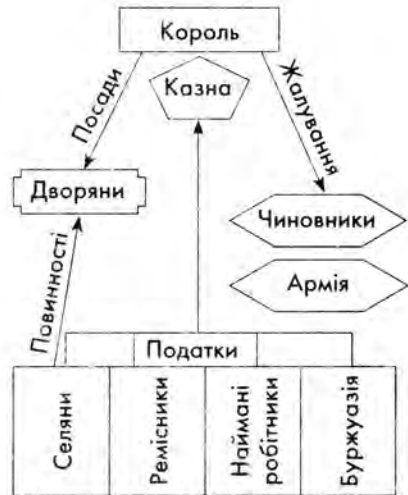 Король
Казна
Посади
Жалування
Дворяни
Чиновники
Армія
Повинності
Податки
Селяни
Ремісники
Наймані
робітники
Буржуазія